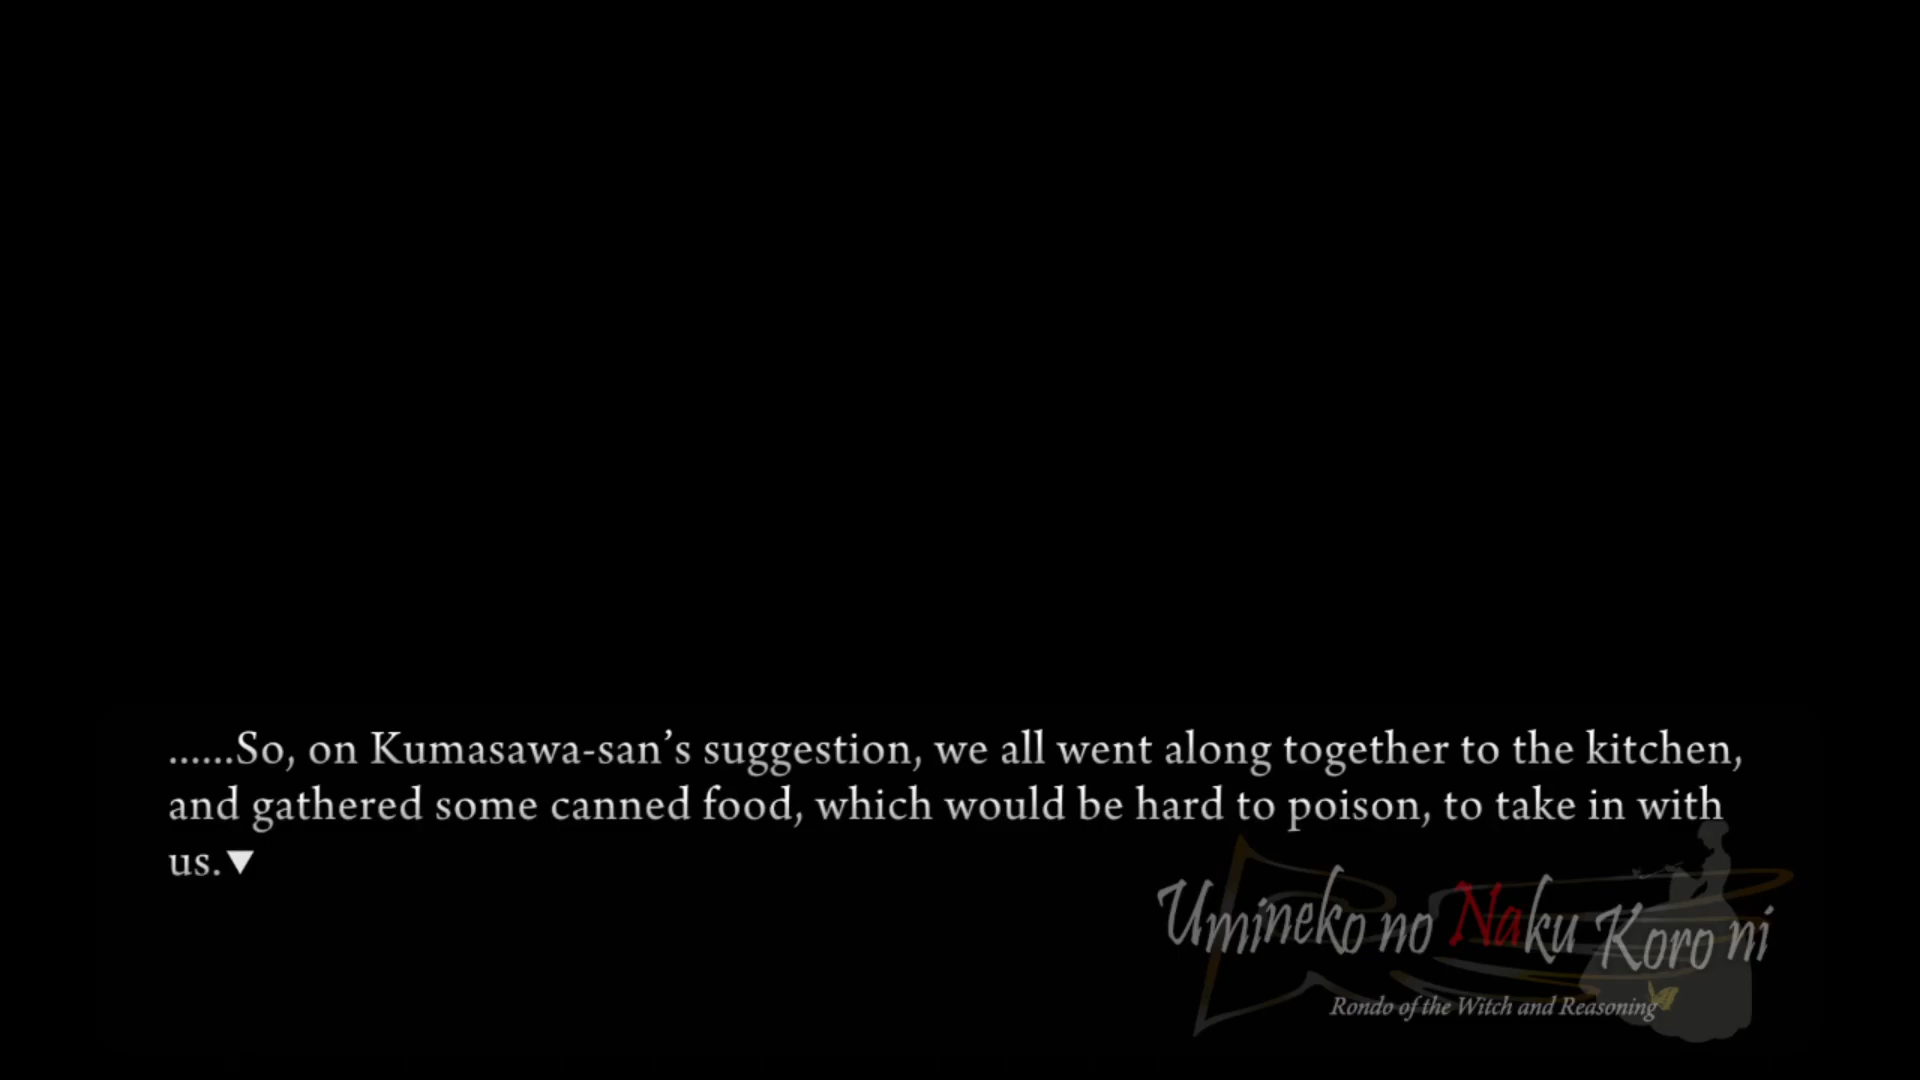 ......So, on Kumasawa-san’s suggestion, we all went along together to the kitchen,
and gathered some canned food, which would be hard to poison, to take in with
us.▼
Umineko no Naku Koro ni
Rondo of the Witch and Reasoning